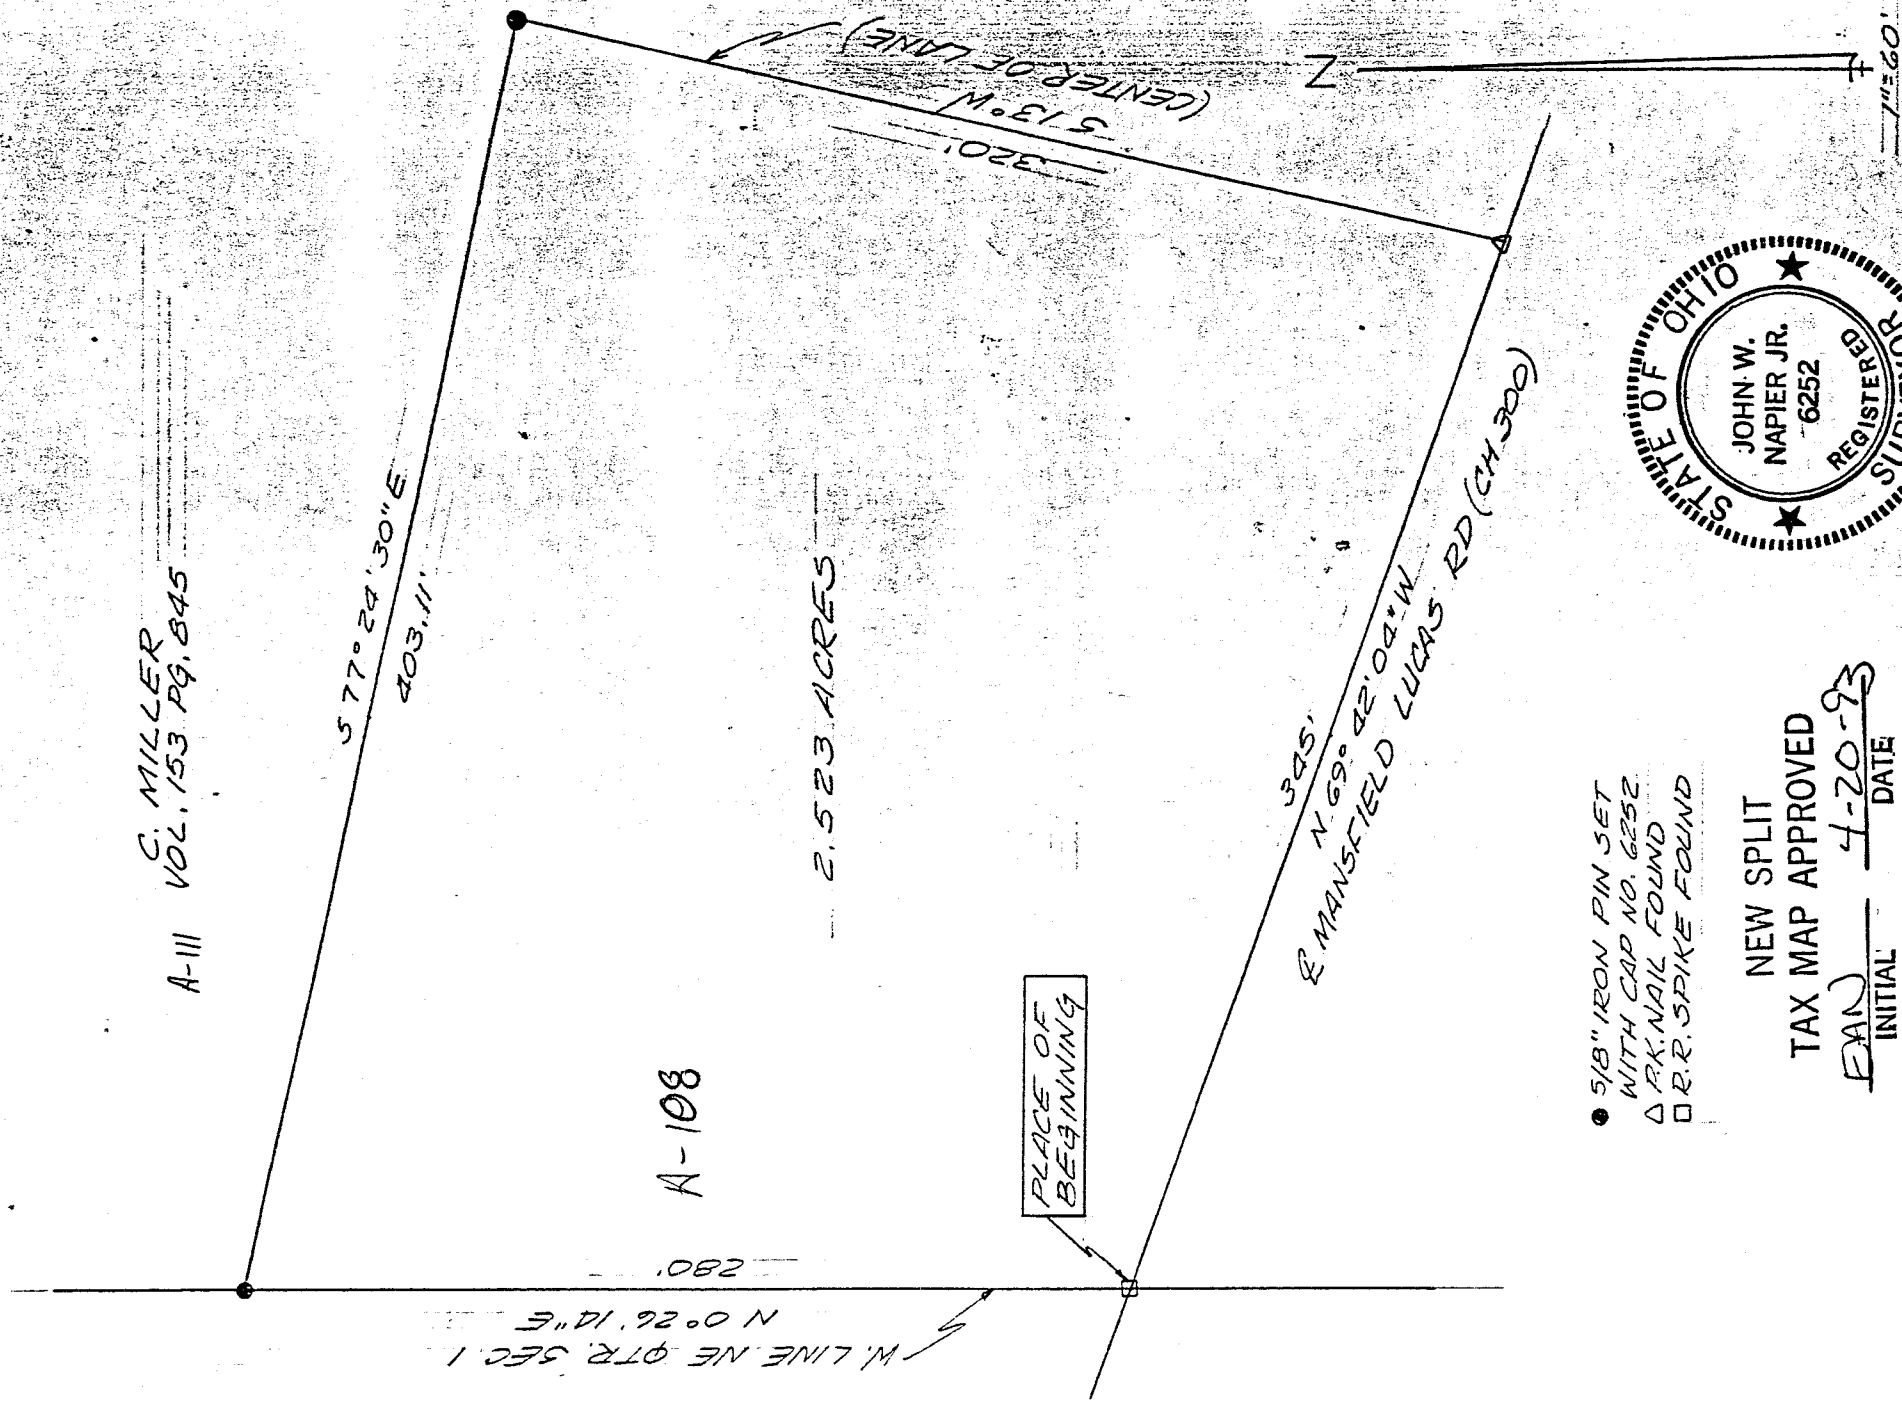 C. MILLER
A-111 VOL. 153 PG. 845
S 77° 24' 30" E
403.11'
(CENTER OF LANE)
S 13° W
320'
N
1"=60'
2.523 ACRES
A-108
280'
N 0° 26' 14" E
W. LINE NE QTR. SEC. 1
PLACE OF
BEGINNING
345'
N 69° 42' 04" W
℄ MANSFIELD LUCAS RD (CH 300)
STATE OF OHIO
JOHN W.
NAPIER JR.
6252
REGISTERED
SURVEYOR
● 5/8" IRON PIN SET
WITH CAP NO. 6252
△ P.K. NAIL FOUND
□ R.R. SPIKE FOUND
NEW SPLIT
TAX MAP APPROVED
4-20-93
INITIAL DATE